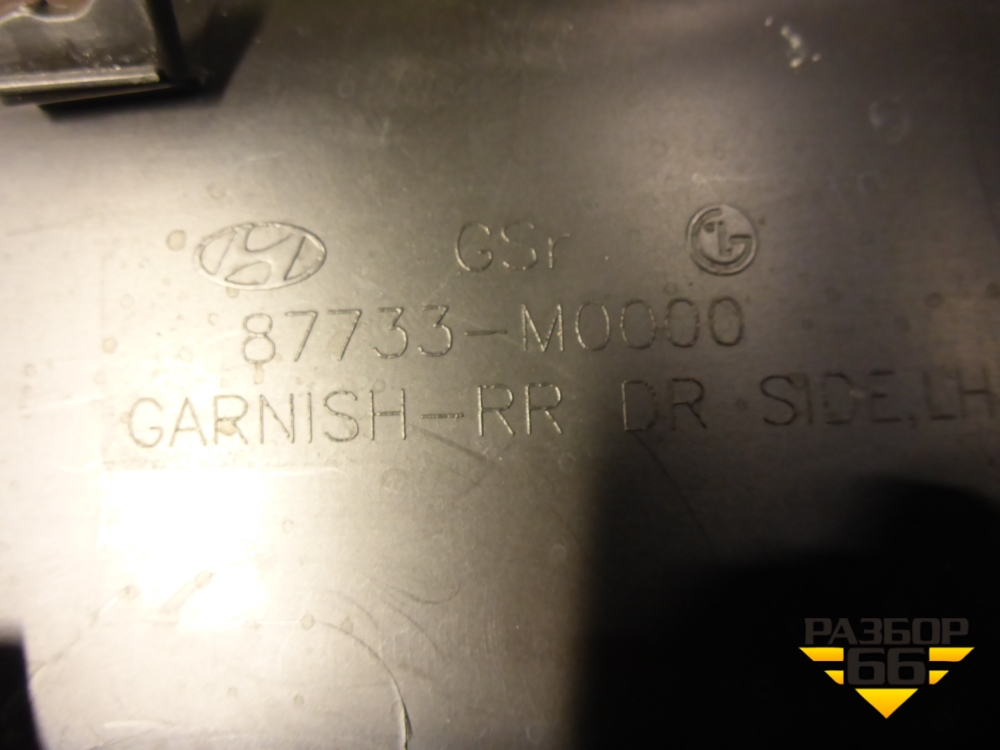 GSr
87733-M0000
GARNISH-RR DR SIDE,LH
РАЗБОР
66